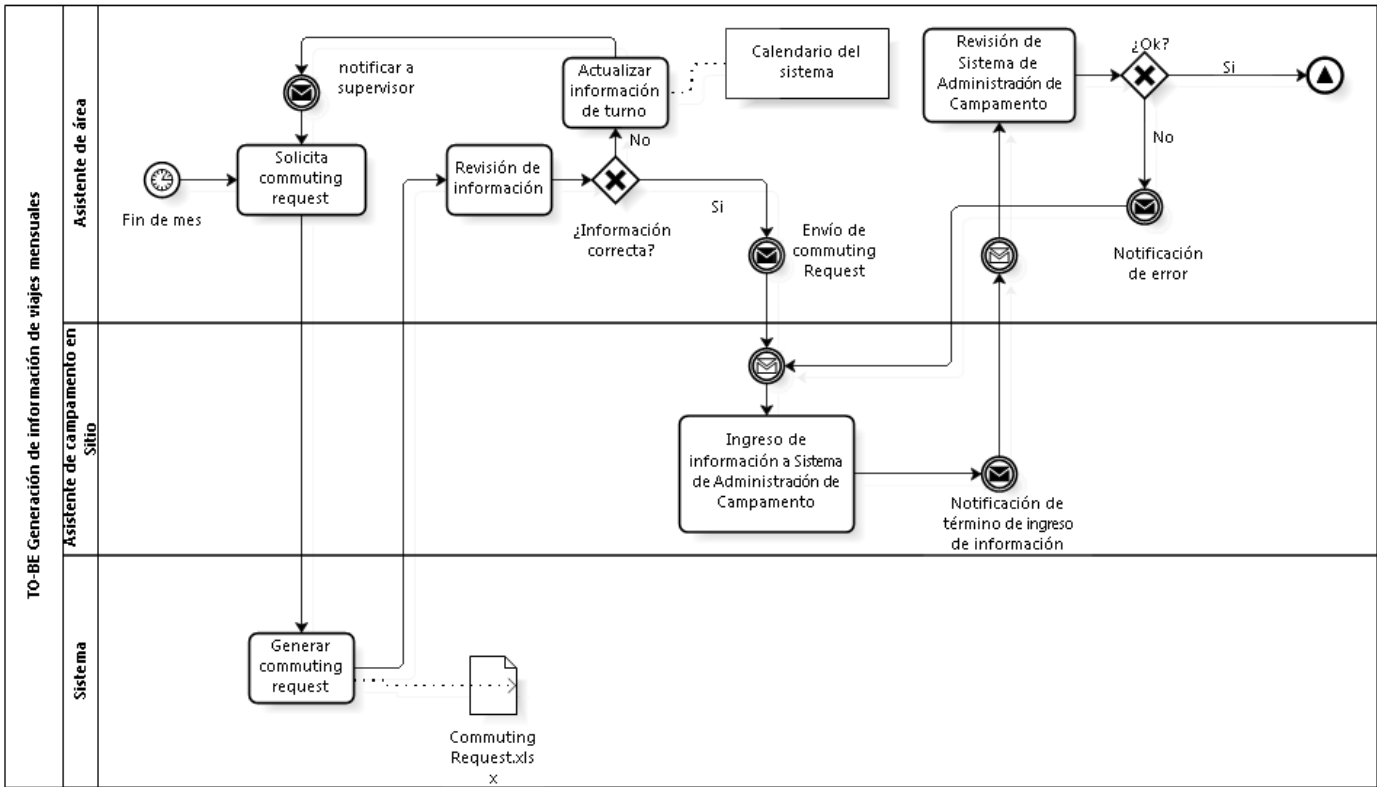 TO-BE Generación de información de viajes mensuales
Asistente de área
notificar a
supervisor
Actualizar
información
de turno
Calendario del
sistema
Revisión de
Sistema de
Administración de
Campamento
¿Ok?
Si
No
Fin de mes
Solicita
commuting
request
Revisión de
información
No
¿Información
correcta?
Si
Envío de
commuting
Request
Notificación
de error
Asistente de campamento en
Sitio
Ingreso de
información a Sistema
de Administración de
Campamento
Notificación de
término de ingreso
de información
Sistema
Generar
commuting
request
Commuting
Request.xls
x